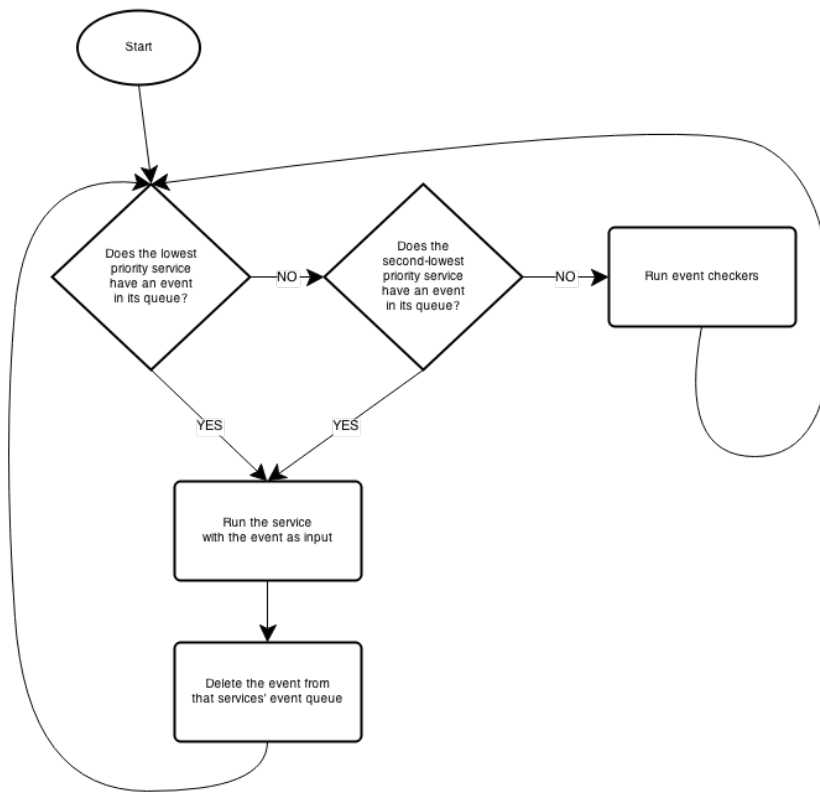 Start
Does the lowest
priority service
have an event
in its queue?
NO
Does the
second-lowest
priority service
have an event
in its queue?
NO
Run event checkers
YES
YES
Run the service
with the event as input
Delete the event from
that services' event queue